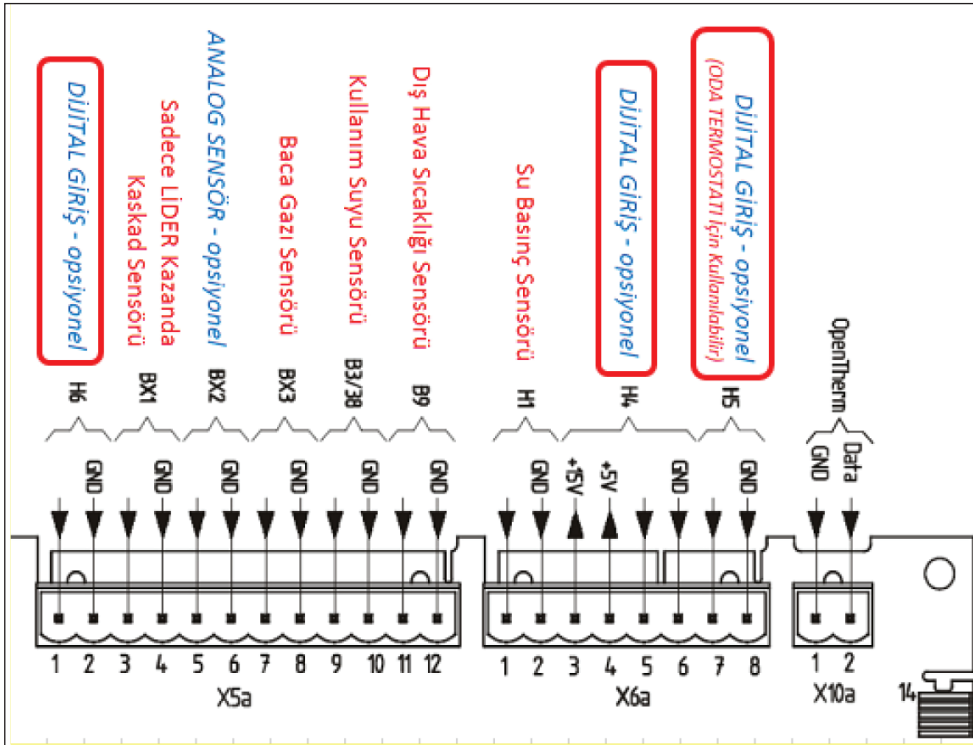 DİJİTAL GİRİŞ - opsiyonel
H6
Sadece LİDER Kazanda
Kaskad Sensörü
BX1
ANALOG SENSÖR - opsiyonel
BX2
Baca Gazı Sensörü
BX3
Kullanım Suyu Sensörü
B3/38
Dış Hava Sıcaklığı Sensörü
B9
Su Basınç Sensörü
H1
DİJİTAL GİRİŞ - opsiyonel
H4
DİJİTAL GİRİŞ - opsiyonel
(ODA TERMOSTATI İçin Kullanılabilir)
H5
OpenTherm
GND
GND
GND
GND
GND
GND
GND
+15V
+5V
GND
GND
GND
Data
1 2 3 4 5 6 7 8 9 10 11 12
X5a
1 2 3 4 5 6 7 8
X6a
1 2
X10a
14